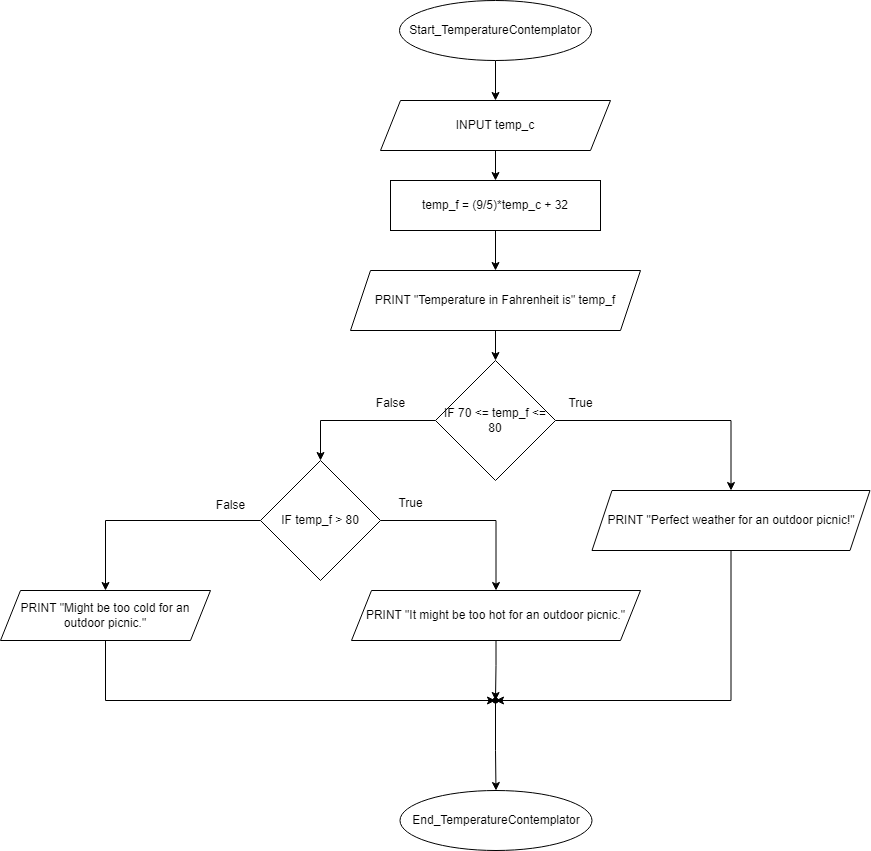 Start_TemperatureContemplator
INPUT temp_c
temp_f = (9/5)*temp_c + 32
PRINT "Temperature in Fahrenheit is" temp_f
False
True
IF 70 <= temp_f <=
80
False
True
IF temp_f > 80
PRINT "Perfect weather for an outdoor picnic!"
PRINT "Might be too cold for an
outdoor picnic."
PRINT "It might be too hot for an outdoor picnic."
End_TemperatureContemplator